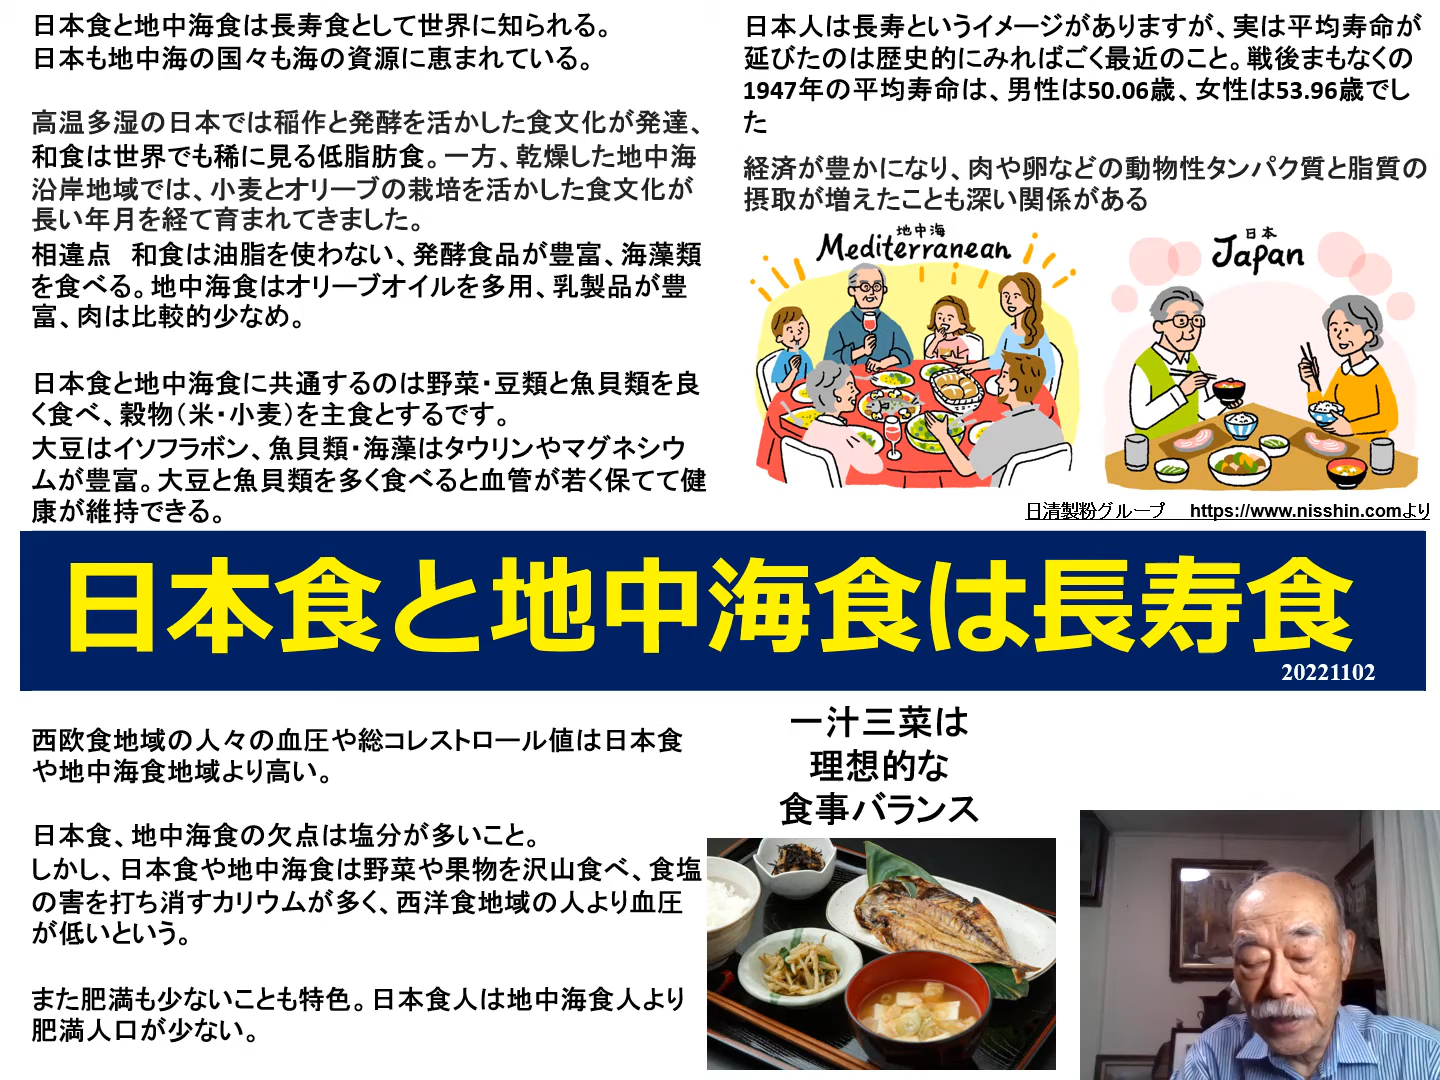 日本食と地中海食は長寿食として世界に知られる。
日本も地中海の国々も海の資源に恵まれている。
高温多湿の日本では稲作と発酵を活かした食文化が発達、
和食は世界でも稀に見る低脂肪食。一方、乾燥した地中海
沿岸地域では、小麦とオリーブの栽培を活かした食文化が
長い年月を経て育まれてきました。
相違点　和食は油脂を使わない、発酵食品が豊富、海藻類
を食べる。地中海食はオリーブオイルを多用、乳製品が豊
富、肉は比較的少なめ。
日本食と地中海食に共通するのは野菜・豆類と魚貝類を良
く食べ、穀物（米・小麦）を主食とするです。
大豆はイソフラボン、魚貝類・海藻はタウリンやマグネシウ
ムが豊富。大豆と魚貝類を多く食べると血管が若く保てて健
康が維持できる。
日本人は長寿というイメージがありますが、実は平均寿命が
延びたのは歴史的にみればごく最近のこと。戦後まもなくの
1947年の平均寿命は、男性は50.06歳、女性は53.96歳でし
た
経済が豊かになり、肉や卵などの動物性タンパク質と脂質の
摂取が増えたことも深い関係がある
地中海
Mediterranean
日本
Japan
日清製粉グループ　https://www.nisshin.comより
日本食と地中海食は長寿食
20221102
西欧食地域の人々の血圧や総コレストロール値は日本食
や地中海食地域より高い。
日本食、地中海食の欠点は塩分が多いこと。
しかし、日本食や地中海食は野菜や果物を沢山食べ、食塩
の害を打ち消すカリウムが多く、西洋食地域の人より血圧
が低いという。
また肥満も少ないことも特色。日本食人は地中海食人より
肥満人口が少ない。
一汁三菜は
理想的な
食事バランス